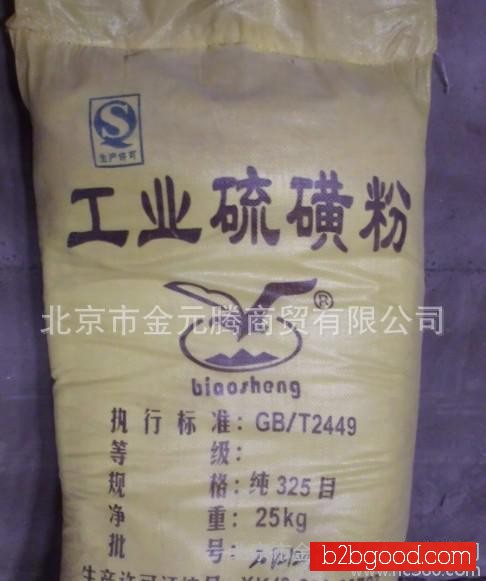 生产许可
工业硫磺粉
®
北京市金元腾商贸有限公司
biaosheng
执行标准：GB/T2449
等级：
规格：纯325目
净重：25kg
批号：
b2bgood.com